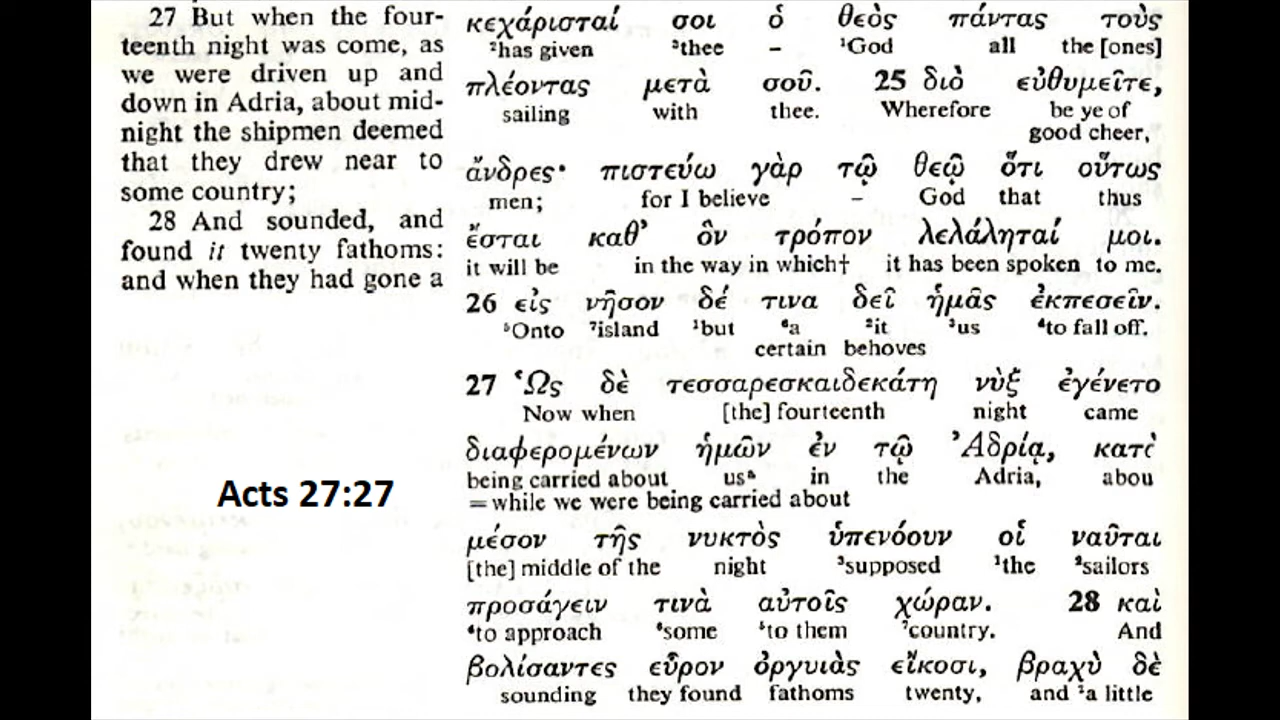 27 But when the four-
teenth night was come, as
we were driven up and
down in Adria, about mid-
night the shipmen deemed
that they drew near to
some country;
28 And sounded, and
found it twenty fathoms:
and when they had gone a
Acts 27:27
κεχάρισταί σοι ὁ θεὸς πάντας τοὺς
²has given ³thee – ¹God all the [ones]
πλέοντας μετὰ σοῦ. 25 διὸ εὐθυμεῖτε,
sailing with thee. Wherefore be ye of
good cheer,
ἄνδρες· πιστεύω γὰρ τῷ θεῷ ὅτι οὕτως
men; for I believe – God that thus
ἔσται καθ’ ὃν τρόπον λελάληταί μοι.
it will be in the way in which† it has been spoken to me.
26 εἰς νῆσον δέ τινα δεῖ ἡμᾶς ἐκπεσεῖν.
⁵Onto ⁷island ¹but ⁶a ²it ³us ⁴to fall off.
certain behoves
27 Ὡς δὲ τεσσαρεσκαιδεκάτη νὺξ ἐγένετο
Now when [the] fourteenth night came
διαφερομένων ἡμῶν ἐν τῷ Ἀδρίᾳ, κατὰ
being carried about usᵃ in the Adria, abou
=while we were being carried about
μέσον τῆς νυκτὸς ὑπενόουν οἱ ναῦται
[the] middle of the night ³supposed ¹the ²sailors
προσάγειν τινὰ αὐτοῖς χώραν. 28 καὶ
⁴to approach ⁶some ⁵to them ⁷country. And
βολίσαντες εὗρον ὀργυιὰς εἴκοσι, βραχὺ δὲ
sounding they found fathoms twenty, and ²a little